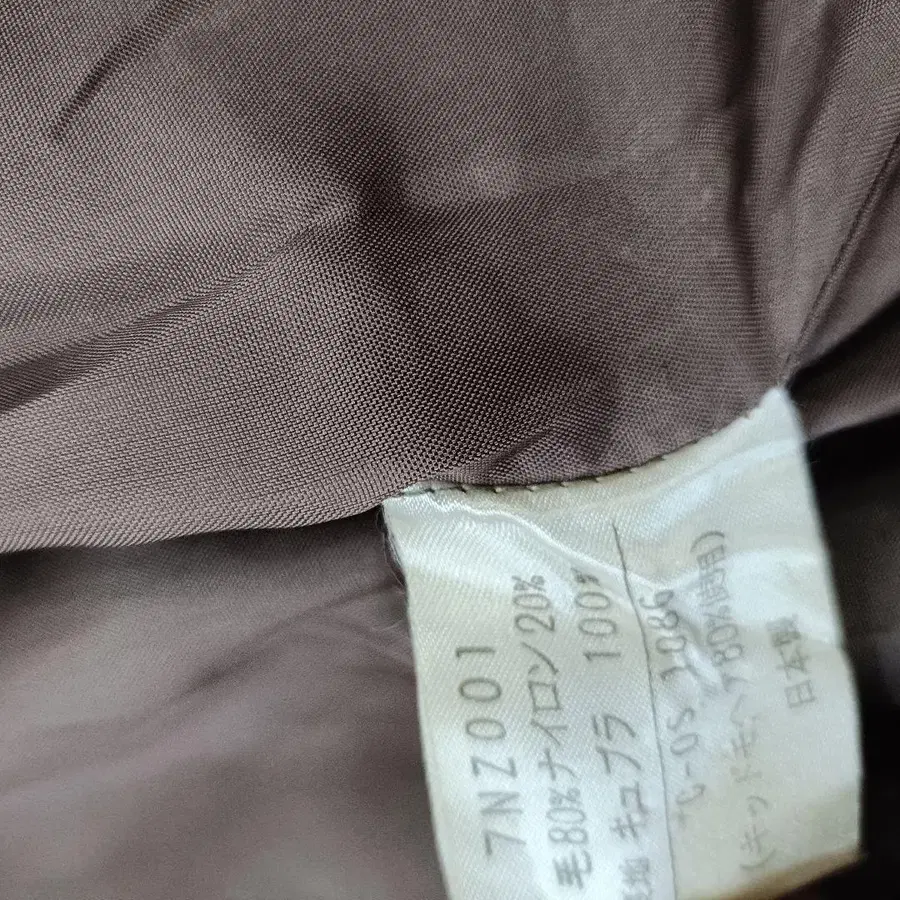 7NZ001
毛80%ナイロン20%
地 キュプラ 100%
-0S 1086
(キッドモヘア80%使用)
日本製